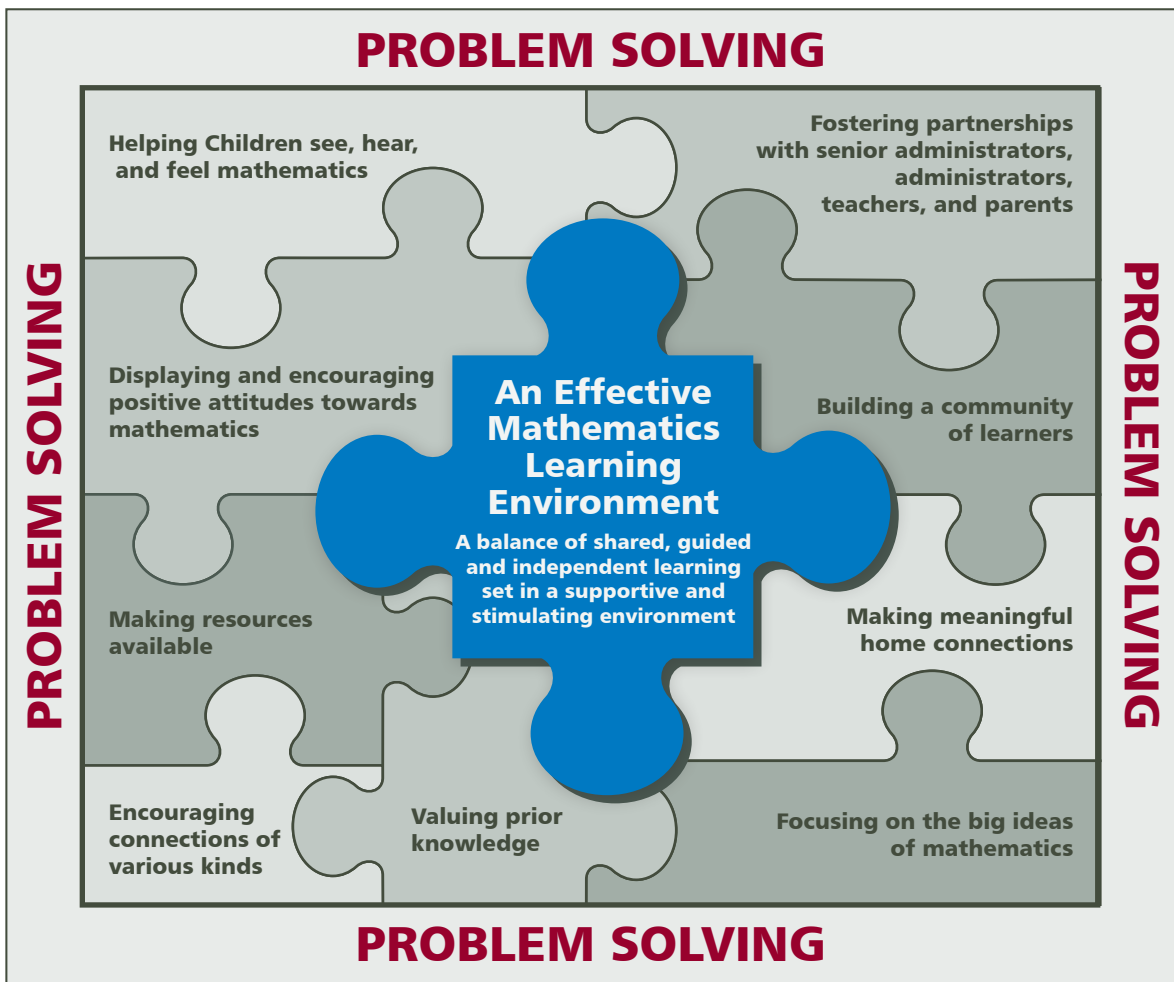 PROBLEM SOLVING
PROBLEM SOLVING
Helping Children see, hear,
and feel mathematics
Fostering partnerships
with senior administrators,
administrators,
teachers, and parents
Displaying and encouraging
positive attitudes towards
mathematics
An Effective
Mathematics
Learning
Environment
A balance of shared, guided
and independent learning
set in a supportive and
stimulating environment
Building a community
of learners
Making resources
available
Making meaningful
home connections
Encouraging
connections of
various kinds
Valuing prior
knowledge
Focusing on the big ideas
of mathematics
PROBLEM SOLVING
PROBLEM SOLVING